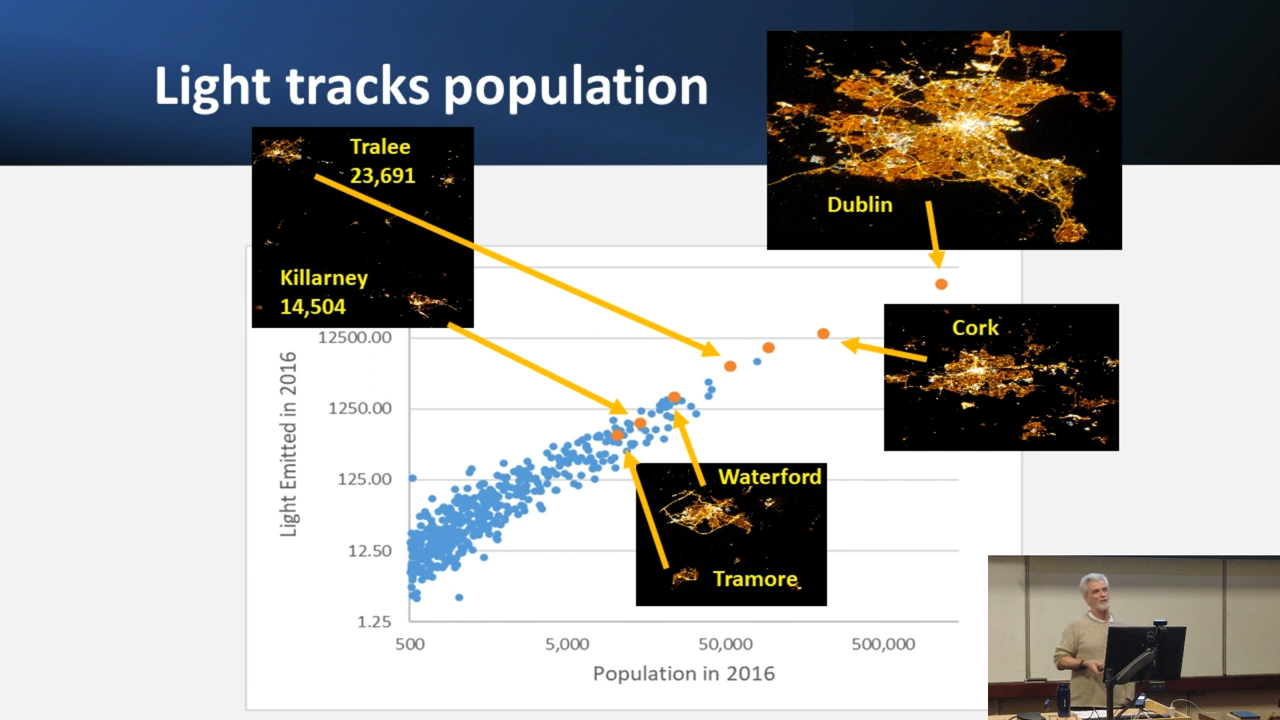 Light tracks population
Tralee
23,691
Killarney
14,504
Dublin
Cork
Waterford
Tramore
Light Emitted in 2016
12500.00
1250.00
125.00
12.50
1.25
500
5,000
50,000
500,000
Population in 2016